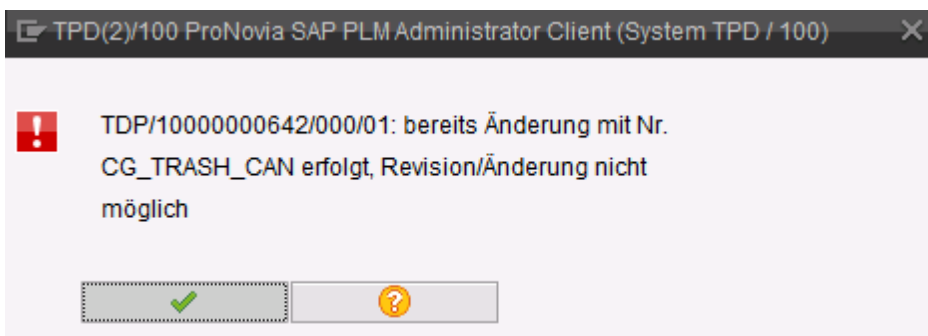 TPD(2)/100 ProNovia SAP PLM Administrator Client (System TPD / 100)
TDP/10000000642/000/01: bereits Änderung mit Nr.
CG_TRASH_CAN erfolgt, Revision/Änderung nicht
möglich